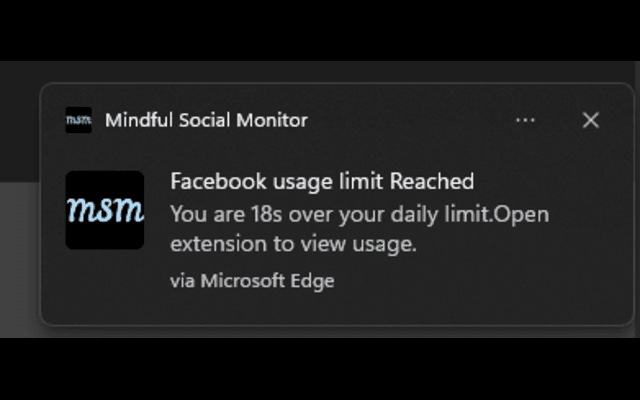 msm Mindful Social Monitor
msm
Facebook usage limit Reached
You are 18s over your daily limit.Open
extension to view usage.
via Microsoft Edge